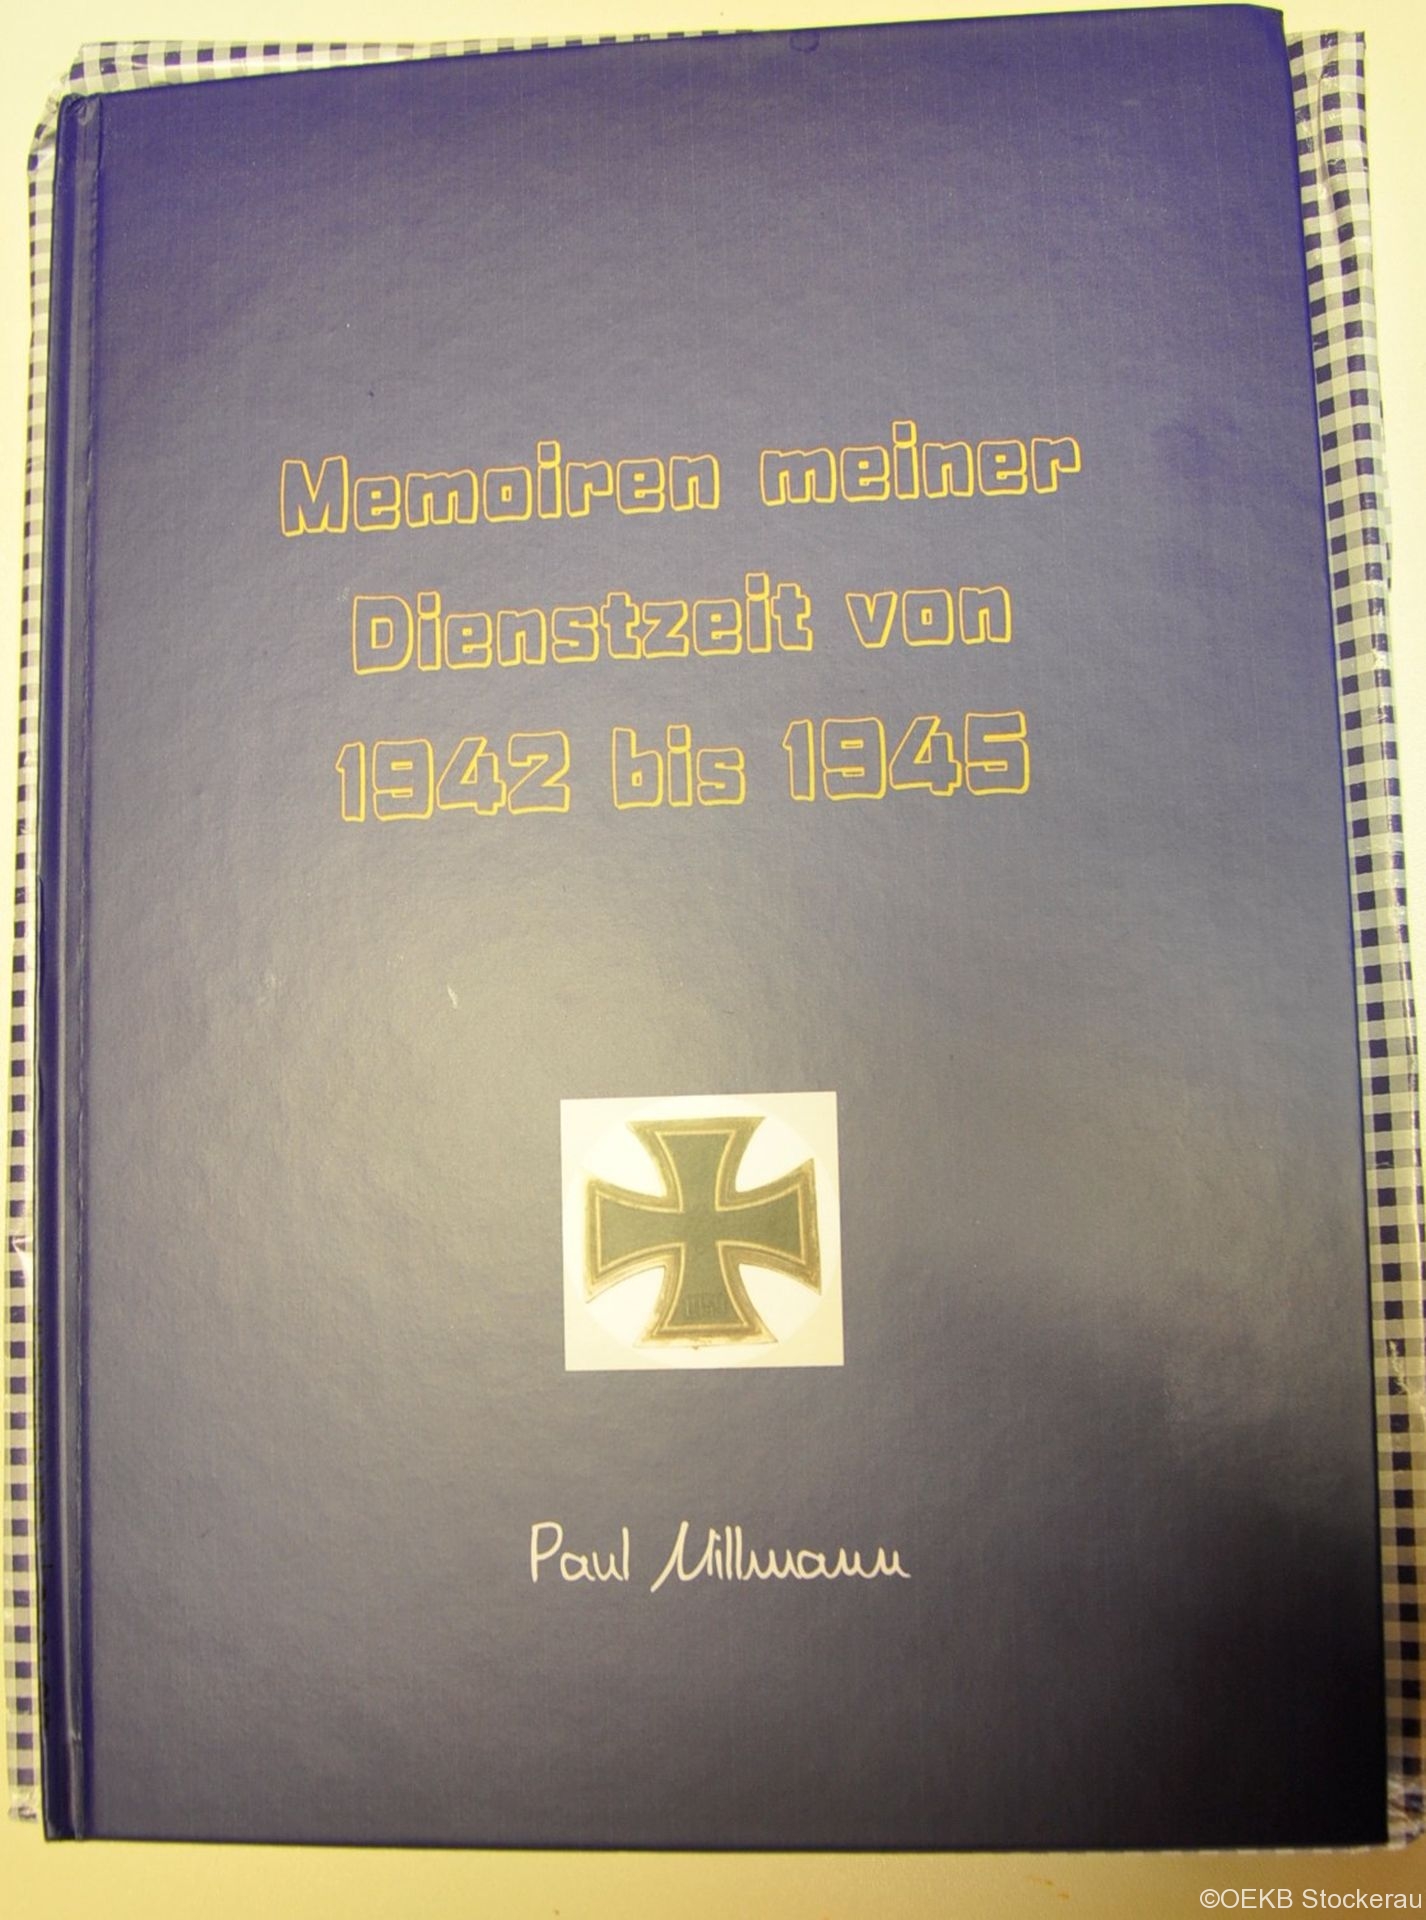 Memoiren meiner
Dienstzeit von
1942 bis 1945
Paul Millmann
©OEKB Stockerau